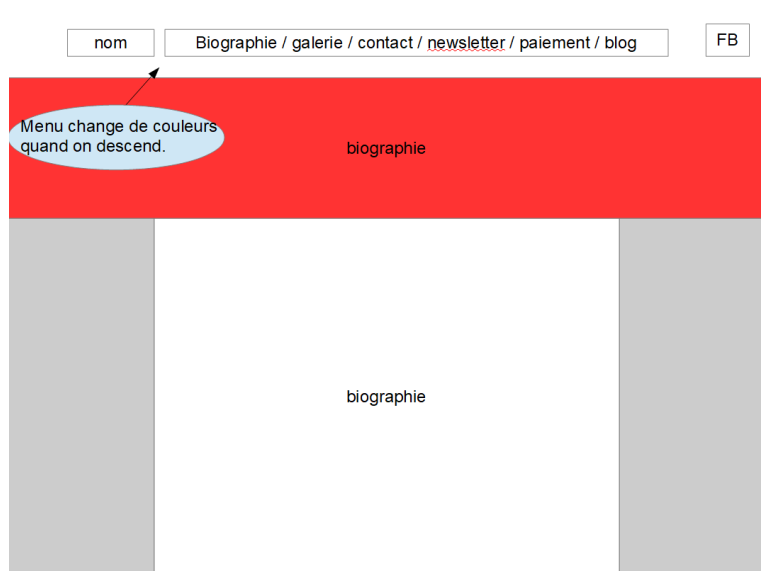 nom
Biographie / galerie / contact / newsletter / paiement / blog
FB
Menu change de couleurs
quand on descend.
biographie
biographie